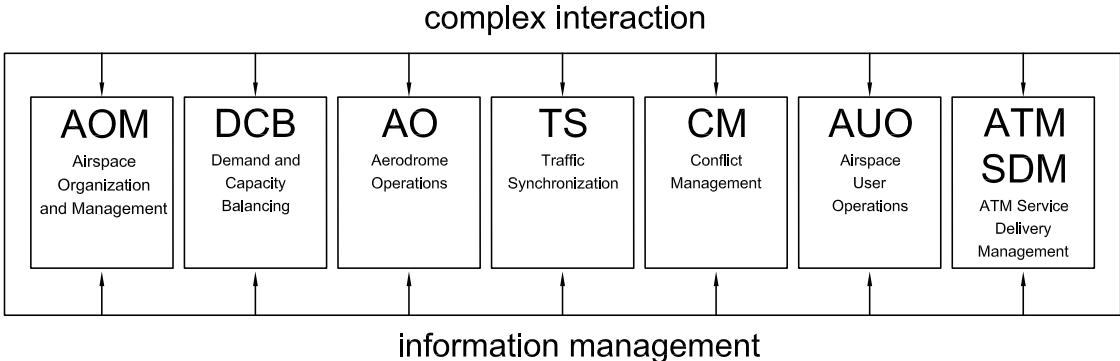 complex interaction
AOM
Airspace
Organization
and Management
DCB
Demand and
Capacity
Balancing
AO
Aerodrome
Operations
TS
Traffic
Synchronization
CM
Conflict
Management
AUO
Airspace
User
Operations
ATM
SDM
ATM Service
Delivery
Management
information management